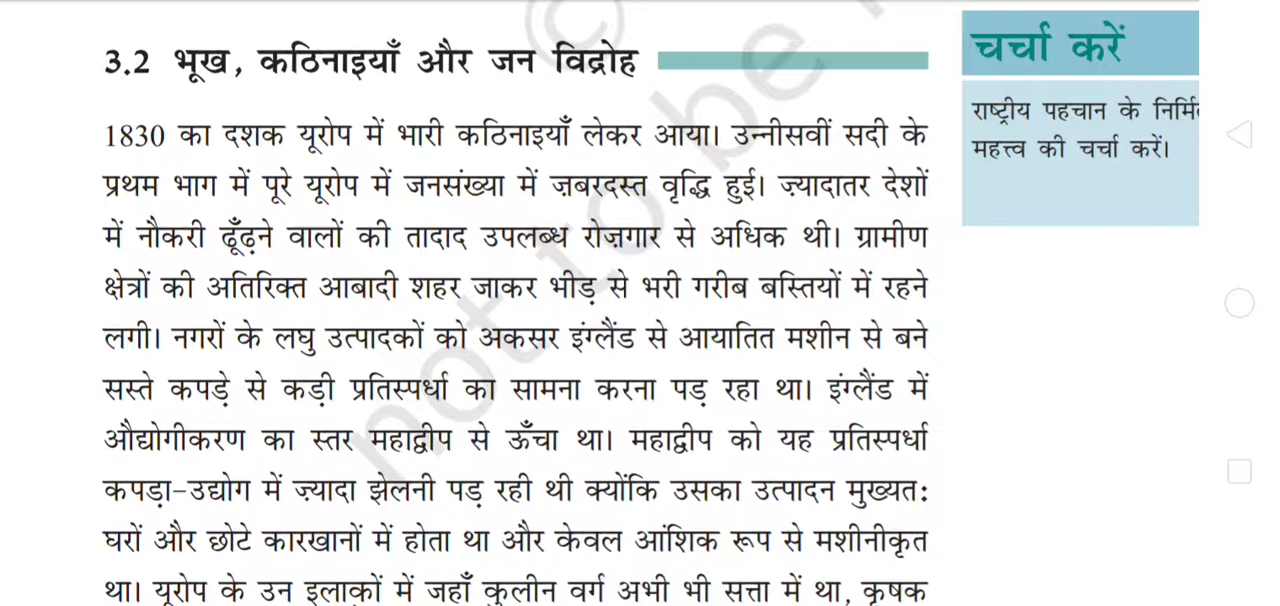 3.2 भूख, कठिनाइयाँ और जन विद्रोह
1830 का दशक यूरोप में भारी कठिनाइयाँ लेकर आया। उन्नीसवीं सदी के
प्रथम भाग में पूरे यूरोप में जनसंख्या में ज़बरदस्त वृद्धि हुई। ज़्यादातर देशों
में नौकरी ढूँढ़ने वालों की तादाद उपलब्ध रोज़गार से अधिक थी। ग्रामीण
क्षेत्रों की अतिरिक्त आबादी शहर जाकर भीड़ से भरी गरीब बस्तियों में रहने
लगी। नगरों के लघु उत्पादकों को अकसर इंग्लैंड से आयातित मशीन से बने
सस्ते कपड़े से कड़ी प्रतिस्पर्धा का सामना करना पड़ रहा था। इंग्लैंड में
औद्योगीकरण का स्तर महाद्वीप से ऊँचा था। महाद्वीप को यह प्रतिस्पर्धा
कपड़ा-उद्योग में ज़्यादा झेलनी पड़ रही थी क्योंकि उसका उत्पादन मुख्यत:
घरों और छोटे कारखानों में होता था और केवल आंशिक रूप से मशीनीकृत
था। यूरोप के उन इलाक़ों में जहाँ कुलीन वर्ग अभी भी सत्ता में था, कृषक
चर्चा करें
राष्ट्रीय पहचान के
महत्त्व की चर्चा करें।
© not to be